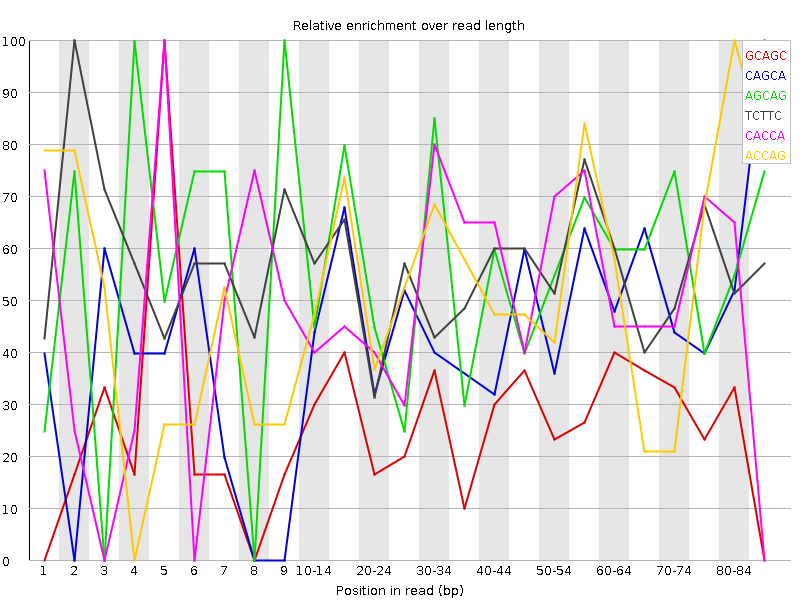 Relative enrichment over read length
100
90
80
70
60
50
40
30
20
10
0
GCAGC
CAGCA
AGCAG
TCTTC
CACCA
ACCAG
1 2 3 4 5 6 7 8 9 10-14 20-24 30-34 40-44 50-54 60-64 70-74 80-84
Position in read (bp)